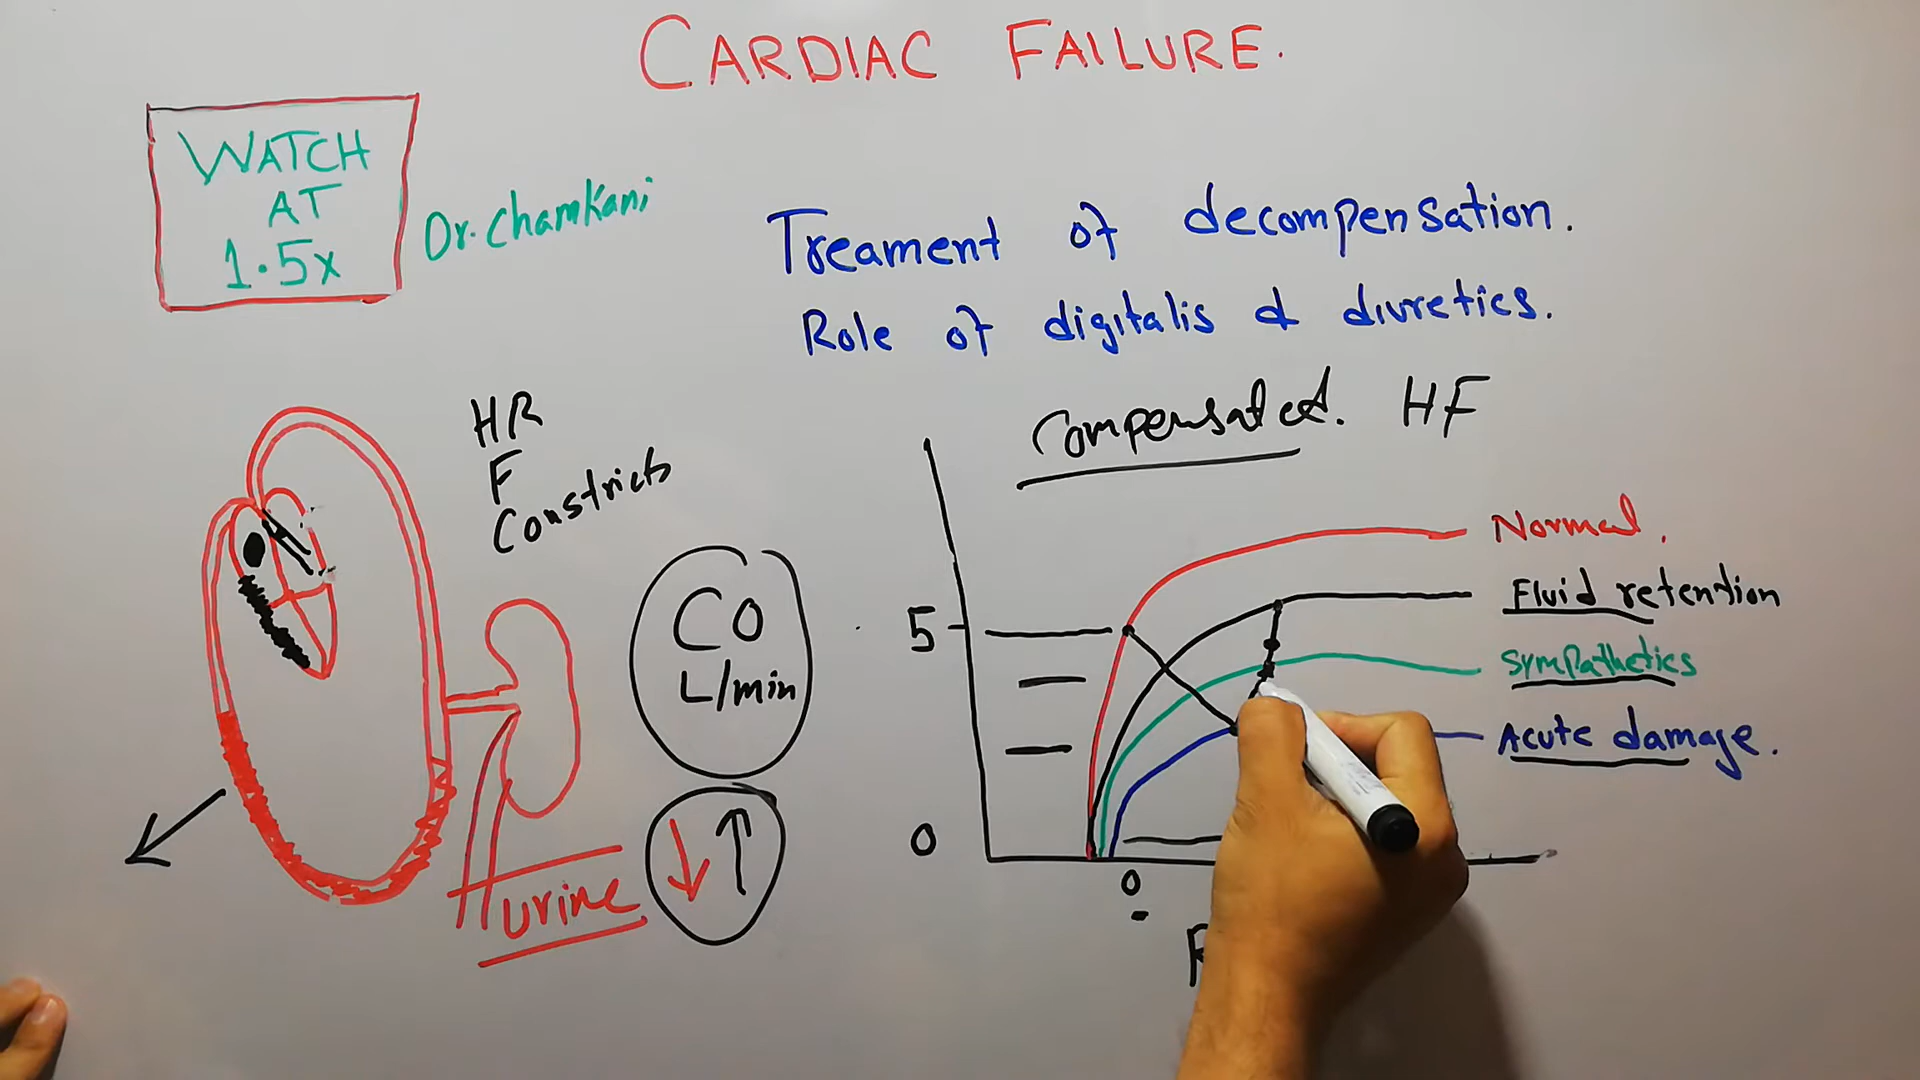 CARDIAC FAILURE.
WATCH
AT
1.5x
Dr. Chamkani
Treament of decompensation.
Role of digitalis & diuretics.
HR
F
Constricts
CO
L/min
urine
Compensated. HF
Normal.
Fluid retention
Sympathetics
Acute damage.
5
0
0
R